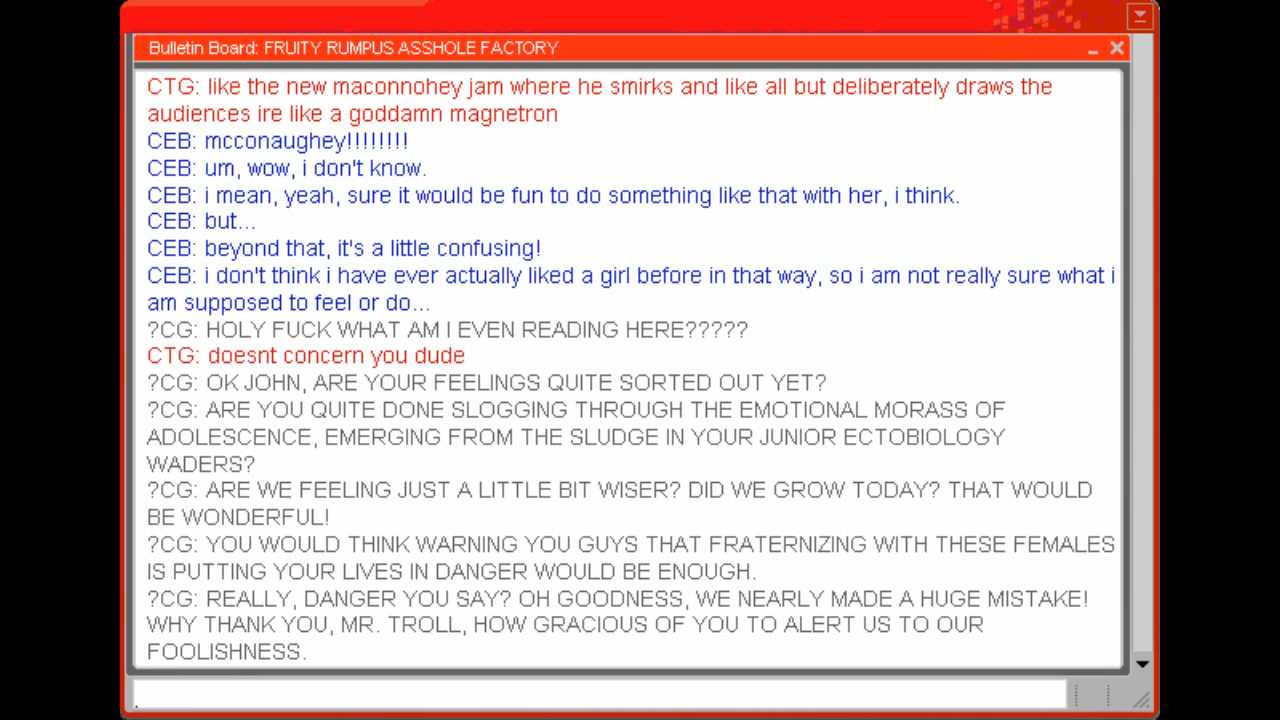 Bulletin Board: FRUITY RUMPUS ASSHOLE FACTORY
CTG: like the new maconnohey jam where he smirks and like all but deliberately draws the
audiences ire like a goddamn magnetron
CEB: mcconaughey!!!!!!!!
CEB: um, wow, i don't know.
CEB: i mean, yeah, sure it would be fun to do something like that with her, i think.
CEB: but...
CEB: beyond that, it's a little confusing!
CEB: i don't think i have ever actually liked a girl before in that way, so i am not really sure what i
am supposed to feel or do...
?CG: HOLY FUCK WHAT AM I EVEN READING HERE?????
CTG: doesnt concern you dude
?CG: OK JOHN, ARE YOUR FEELINGS QUITE SORTED OUT YET?
?CG: ARE YOU QUITE DONE SLOGGING THROUGH THE EMOTIONAL MORASS OF
ADOLESCENCE, EMERGING FROM THE SLUDGE IN YOUR JUNIOR ECTOBIOLOGY
WADERS?
?CG: ARE WE FEELING JUST A LITTLE BIT WISER? DID WE GROW TODAY? THAT WOULD
BE WONDERFUL!
?CG: YOU WOULD THINK WARNING YOU GUYS THAT FRATERNIZING WITH THESE FEMALES
IS PUTTING YOUR LIVES IN DANGER WOULD BE ENOUGH.
?CG: REALLY, DANGER YOU SAY? OH GOODNESS, WE NEARLY MADE A HUGE MISTAKE!
WHY THANK YOU, MR. TROLL, HOW GRACIOUS OF YOU TO ALERT US TO OUR
FOOLISHNESS.